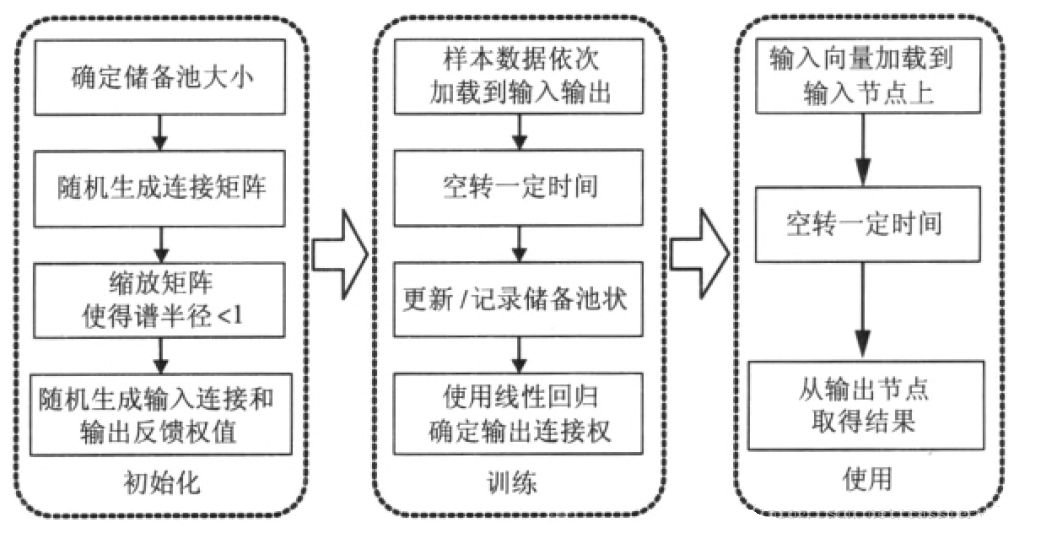 确定储备池大小
随机生成连接矩阵
缩放矩阵
使得谱半径<1
随机生成输入连接和
输出反馈权值
初始化
样本数据依次
加载到输入输出
空转一定时间
更新/记录储备池状
使用线性回归
确定输出连接权
训练
输入向量加载到
输入节点上
空转一定时间
从输出节点
取得结果
使用